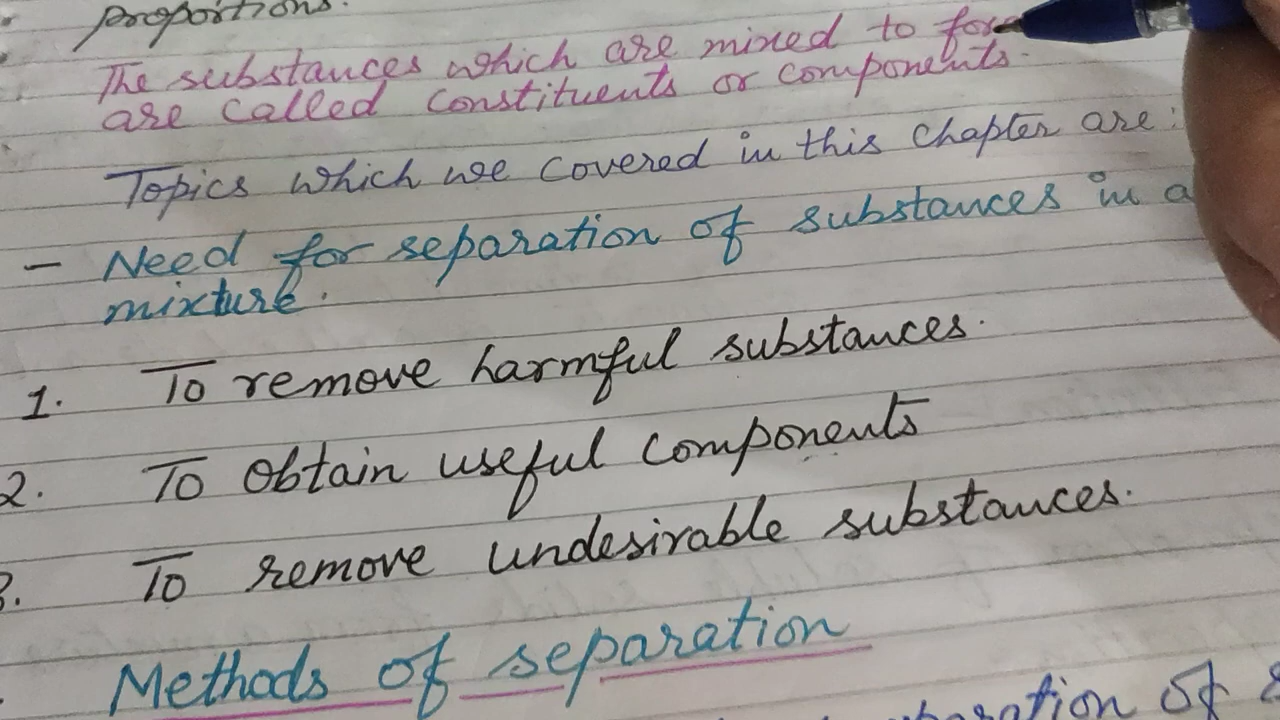 proportions.
The substances which are mixed to
are called constituents or components.
Topics which we covered in this chapter are:
- Need for separation of substances in a
mixture.
1. To remove harmful substances.
2. To obtain useful components
3. To remove undesirable substances.
Methods of separation
of